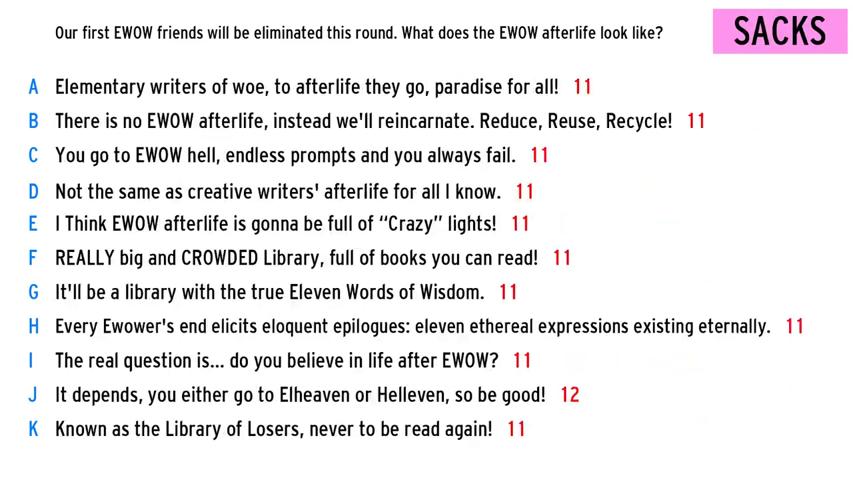 Our first EWOW friends will be eliminated this round. What does the EWOW afterlife look like?
SACKS
A Elementary writers of woe, to afterlife they go, paradise for all! 11
B There is no EWOW afterlife, instead we'll reincarnate. Reduce, Reuse, Recycle! 11
C You go to EWOW hell, endless prompts and you always fail. 11
D Not the same as creative writers' afterlife for all I know. 11
E I Think EWOW afterlife is gonna be full of “Crazy” lights! 11
F REALLY big and CROWDED Library, full of books you can read! 11
G It'll be a library with the true Eleven Words of Wisdom. 11
H Every Ewower's end elicits eloquent epilogues: eleven ethereal expressions existing eternally. 11
I The real question is... do you believe in life after EWOW? 11
J It depends, you either go to Elheaven or Helleven, so be good! 12
K Known as the Library of Losers, never to be read again! 11